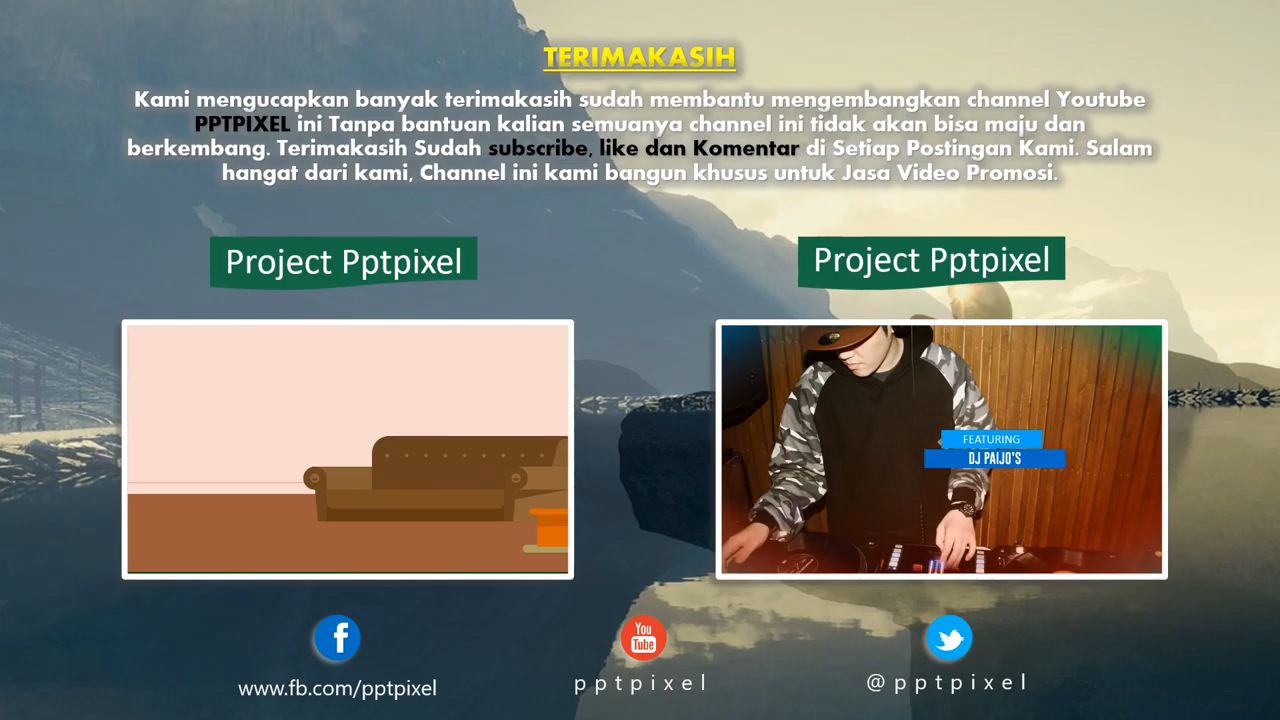 TERIMAKASIH
Kami mengucapkan banyak terimakasih sudah membantu mengembangkan channel Youtube
PPTPIXEL ini Tanpa bantuan kalian semuanya channel ini tidak akan bisa maju dan
berkembang. Terimakasih Sudah subscribe, like dan Komentar di Setiap Postingan Kami. Salam
hangat dari kami, Channel ini kami bangun khusus untuk Jasa Video Promosi.
Project Pptpixel
Project Pptpixel
FEATURING
DJ PAIJO'S
f
You
Tube
www.fb.com/pptpixel
pptpixel
@pptpixel